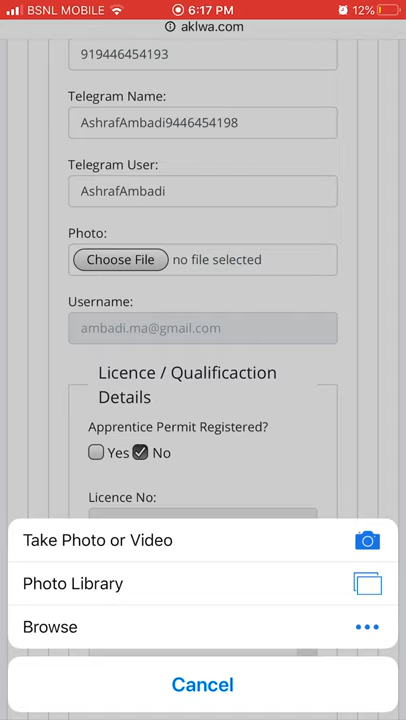 BSNL MOBILE 6:17 PM 12%
aklwa.com
919446454193
Telegram Name:
AshrafAmbadi9446454198
Telegram User:
AshrafAmbadi
Photo:
Choose File no file selected
Username:
ambadi.ma@gmail.com
Licence / Qualificaction
Details
Apprentice Permit Registered?
Yes No
Licence No:
Take Photo or Video
Photo Library
Browse
Cancel